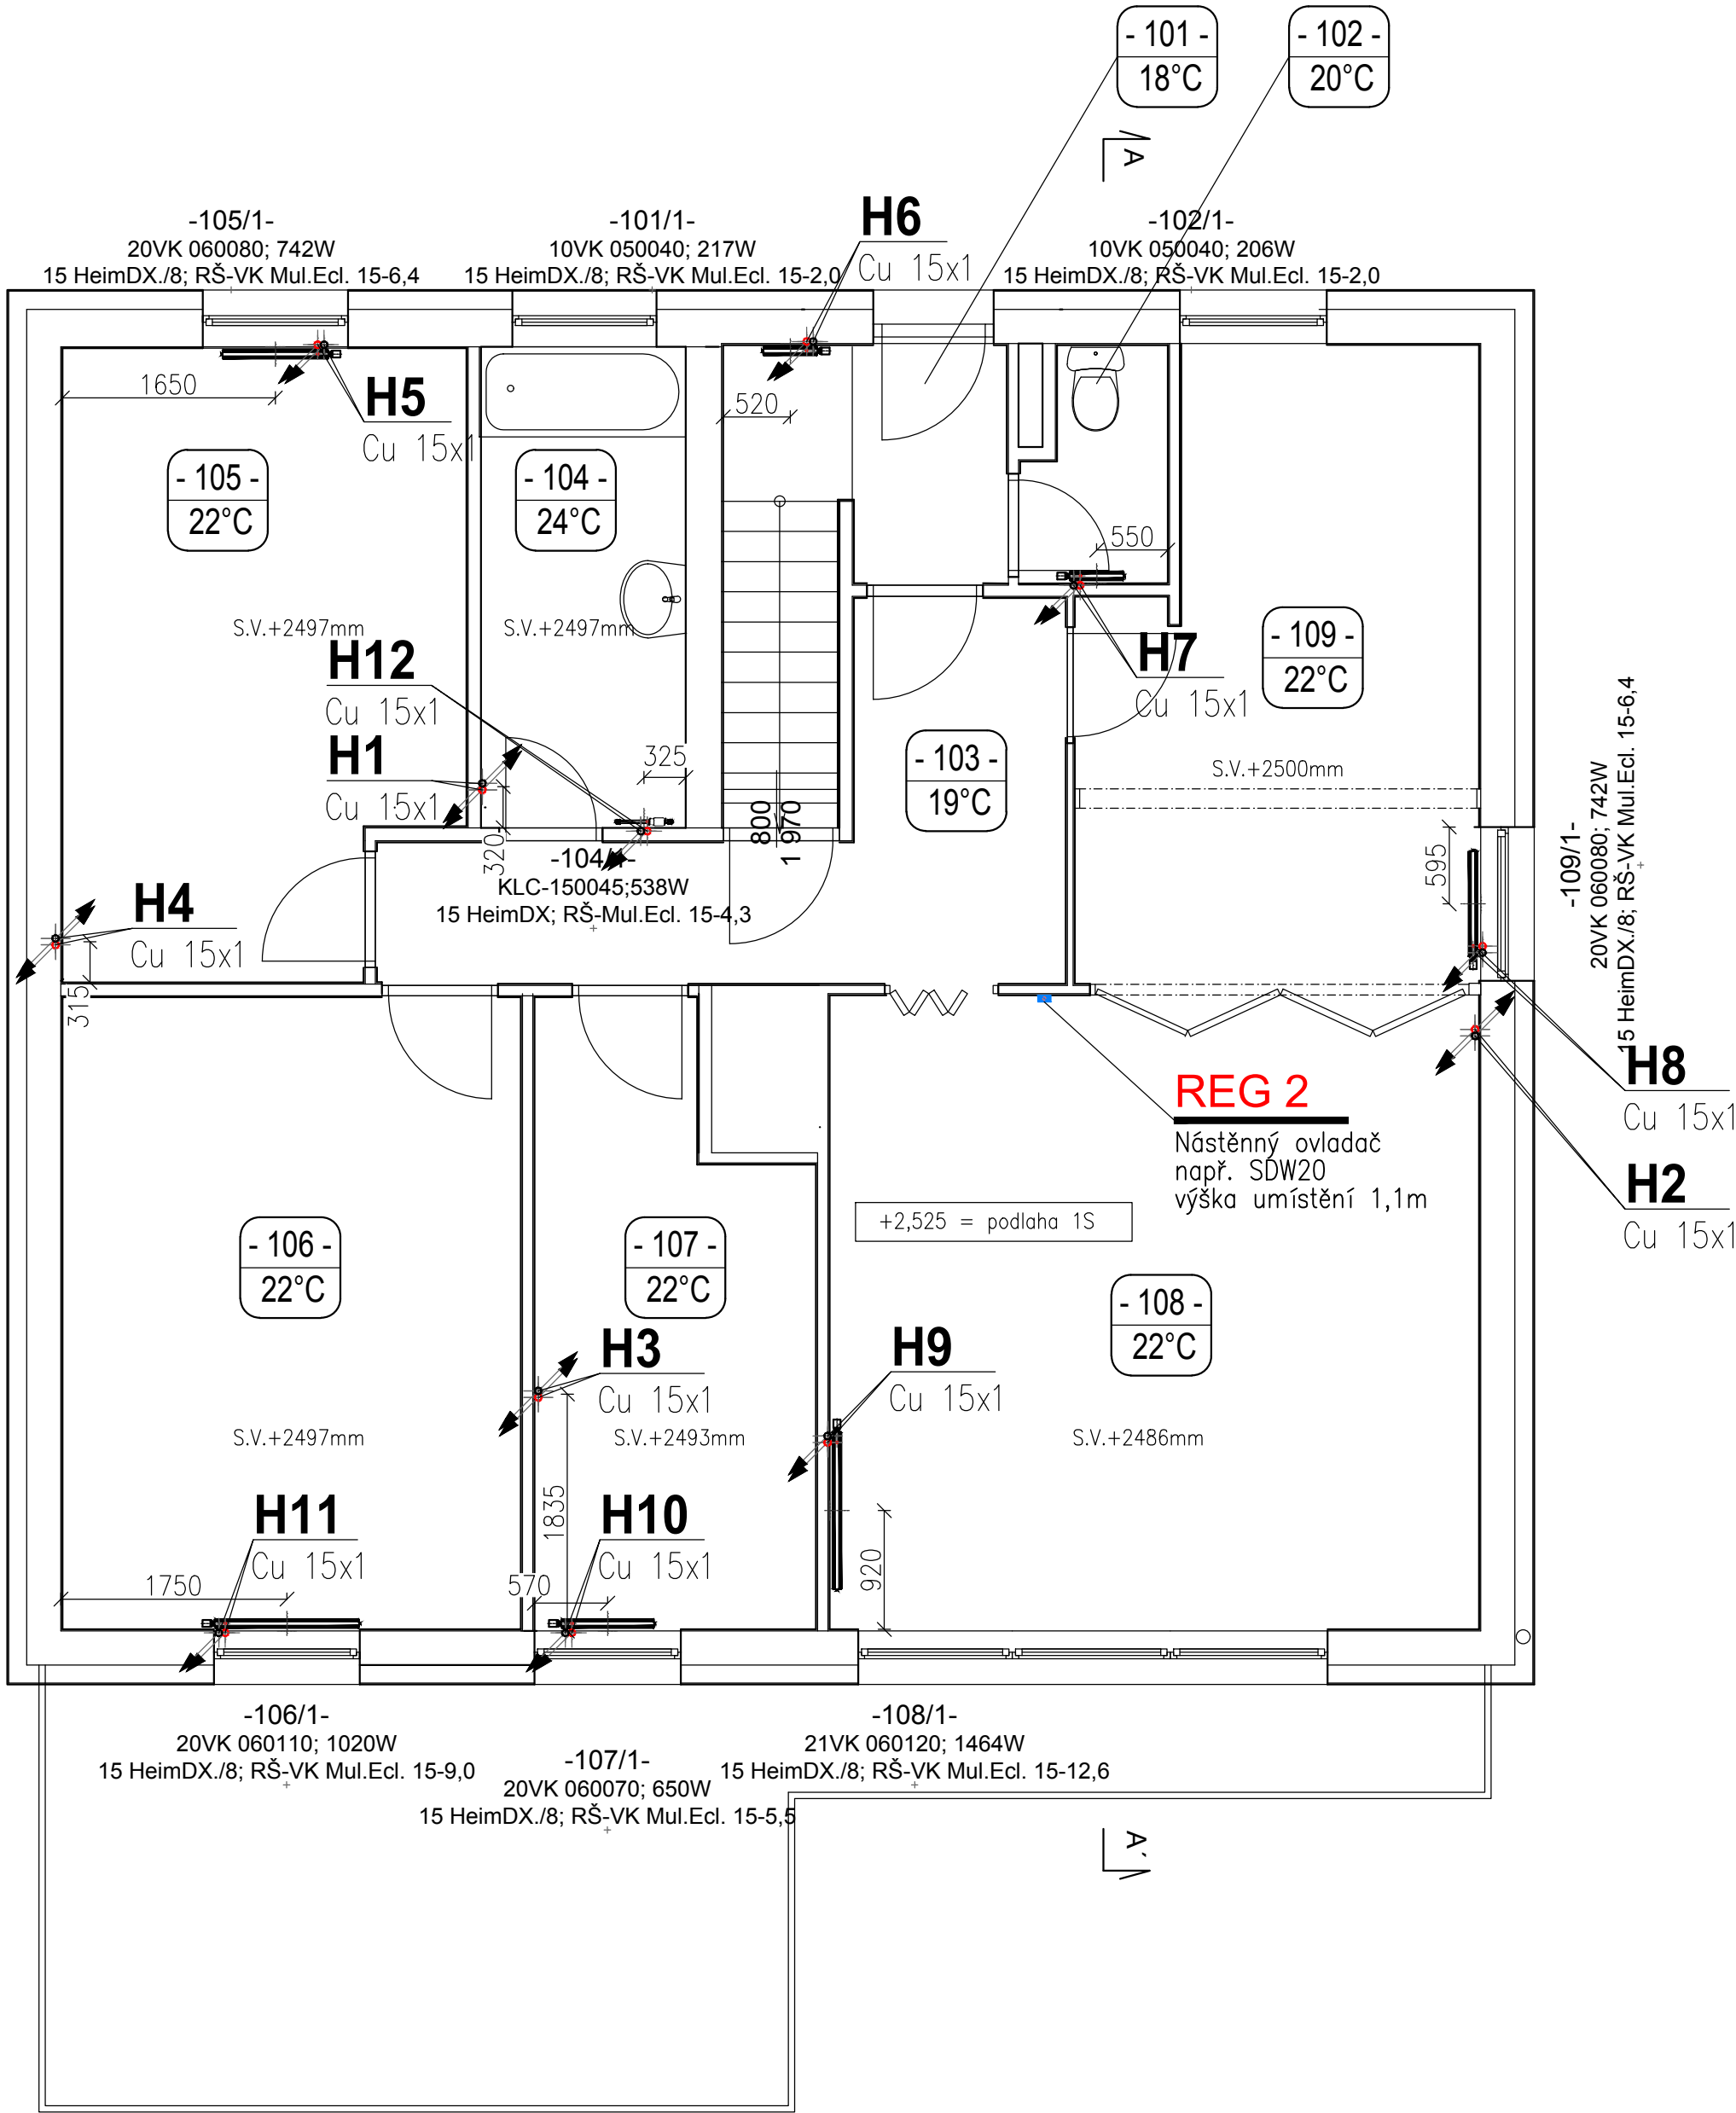 - 101 -
18°C
- 102 -
20°C
A
-105/1-
20VK 060080; 742W
15 HeimDX./8; RŠ-VK Mul.Ecl. 15-6,4
-101/1-
10VK 050040; 217W
15 HeimDX./8; RŠ-VK Mul.Ecl. 15-2,0
H6
Cu 15x1
-102/1-
10VK 050040; 206W
15 HeimDX./8; RŠ-VK Mul.Ecl. 15-2,0
1650
H5
Cu 15x1
520
- 105 -
22°C
- 104 -
24°C
550
S.V.+2497mm
S.V.+2497mm
H12
Cu 15x1
H1
Cu 15x1
325
320
800
1 970
- 103 -
19°C
H7
Cu 15x1
- 109 -
22°C
S.V.+2500mm
595
-109/1-
20VK 060080; 742W
15 HeimDX./8; RŠ-VK Mul.Ecl. 15-6,4
-104/1-
KLC-150045;538W
15 HeimDX; RŠ-Mul.Ecl. 15-4,3
H4
Cu 15x1
315
REG 2
Nástěnný ovladač
např. SDW20
výška umístění 1,1m
H8
Cu 15x1
H2
Cu 15x1
+2,525 = podlaha 1S
- 106 -
22°C
- 107 -
22°C
- 108 -
22°C
H3
Cu 15x1
H9
Cu 15x1
S.V.+2497mm
S.V.+2493mm
S.V.+2486mm
1835
H11
Cu 15x1
H10
Cu 15x1
1750
570
920
-106/1-
20VK 060110; 1020W
15 HeimDX./8; RŠ-VK Mul.Ecl. 15-9,0
-107/1-
20VK 060070; 650W
15 HeimDX./8; RŠ-VK Mul.Ecl. 15-5,5
-108/1-
21VK 060120; 1464W
15 HeimDX./8; RŠ-VK Mul.Ecl. 15-12,6
A'